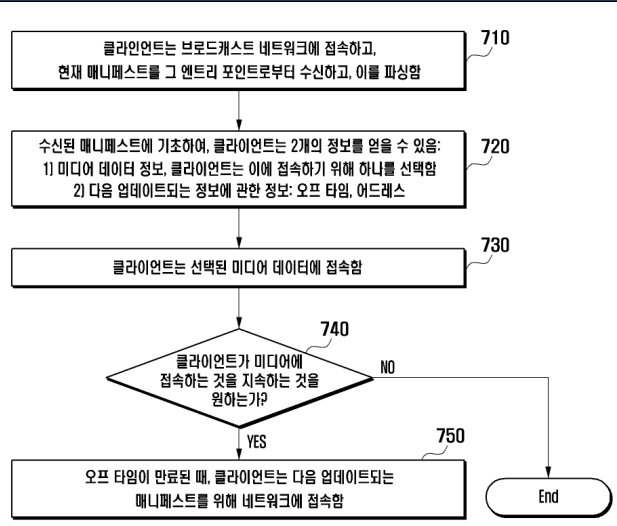 710
클라인언트는 브로드캐스트 네트워크에 접속하고,
현재 매니페스트를 그 엔트리 포인트로부터 수신하고, 이를 파싱함
720
수신된 매니페스트에 기초하여, 클라이언트는 2개의 정보를 얻을 수 있음:
1) 미디어 데이터 정보, 클라이언트는 이에 접속하기 위해 하나를 선택함
2) 다음 업데이트되는 정보에 관한 정보: 오프 타임, 어드레스
730
클라이언트는 선택된 미디어 데이터에 접속함
740
클라이언트가 미디어에
접속하는 것을 지속하는 것을
원하는가?
NO
YES
750
오프 타임이 만료된 때, 클라이언트는 다음 업데이트되는
매니페스트를 위해 네트워크에 접속함
End